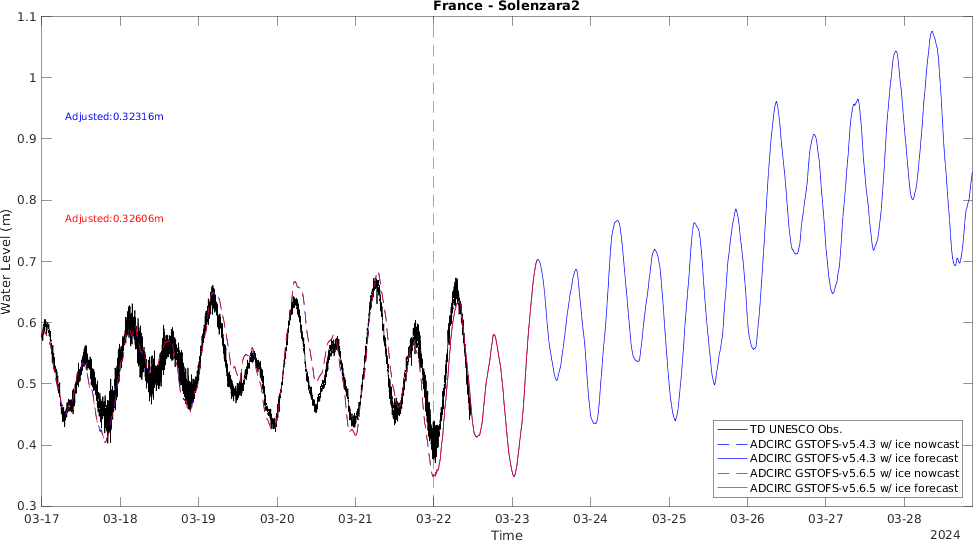 France - Solenzara2
1.1
1
0.9
0.8
0.7
0.6
0.5
0.4
0.3
Water Level (m)
Adjusted:0.32316m
Adjusted:0.32606m
TD UNESCO Obs.
ADCIRC GSTOFS-v5.4.3 w/ ice nowcast
ADCIRC GSTOFS-v5.4.3 w/ ice forecast
ADCIRC GSTOFS-v5.6.5 w/ ice nowcast
ADCIRC GSTOFS-v5.6.5 w/ ice forecast
03-17 03-18 03-19 03-20 03-21 03-22 03-23 03-24 03-25 03-26 03-27 03-28
Time
2024